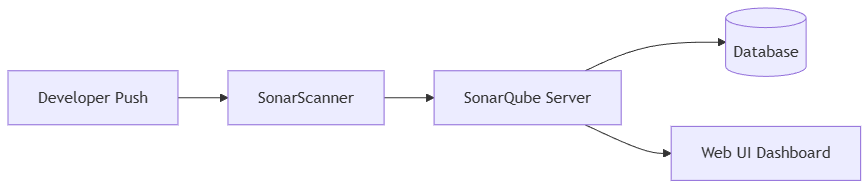 Developer Push
SonarScanner
SonarQube Server
Database
Web UI Dashboard